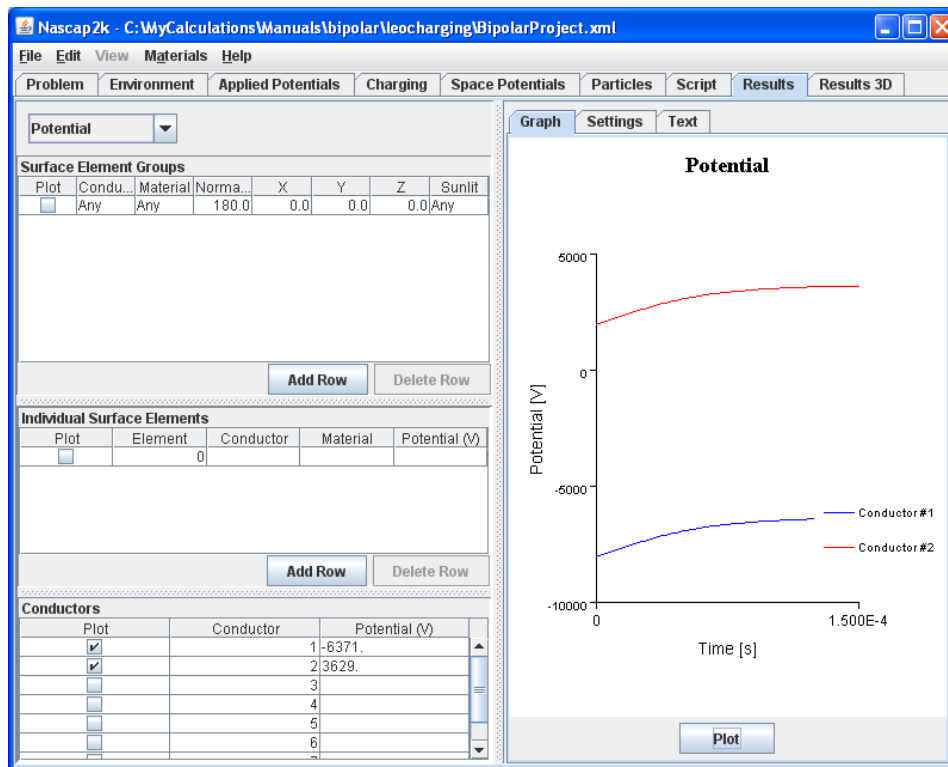 Nascap2k - C:\MyCalculations\Manuals\bipolar\leocharging\BipolarProject.xml
File Edit View Materials Help
Problem Environment Applied Potentials Charging Space Potentials Particles Script Results Results 3D
Potential
Surface Element Groups
Plot Condu... Material Norma... X Y Z Sunlit
Any Any 180.0 0.0 0.0 0.0 Any
Add Row Delete Row
Individual Surface Elements
Plot Element Conductor Material Potential (V)
0
Add Row Delete Row
Conductors
Plot Conductor Potential (V)
1 -6371.
2 3629.
3
4
5
6
Graph Settings Text
Potential
5000
0
-5000
-10000
Potential [V]
Conductor #1
Conductor #2
0 1.500E-4
Time [s]
Plot